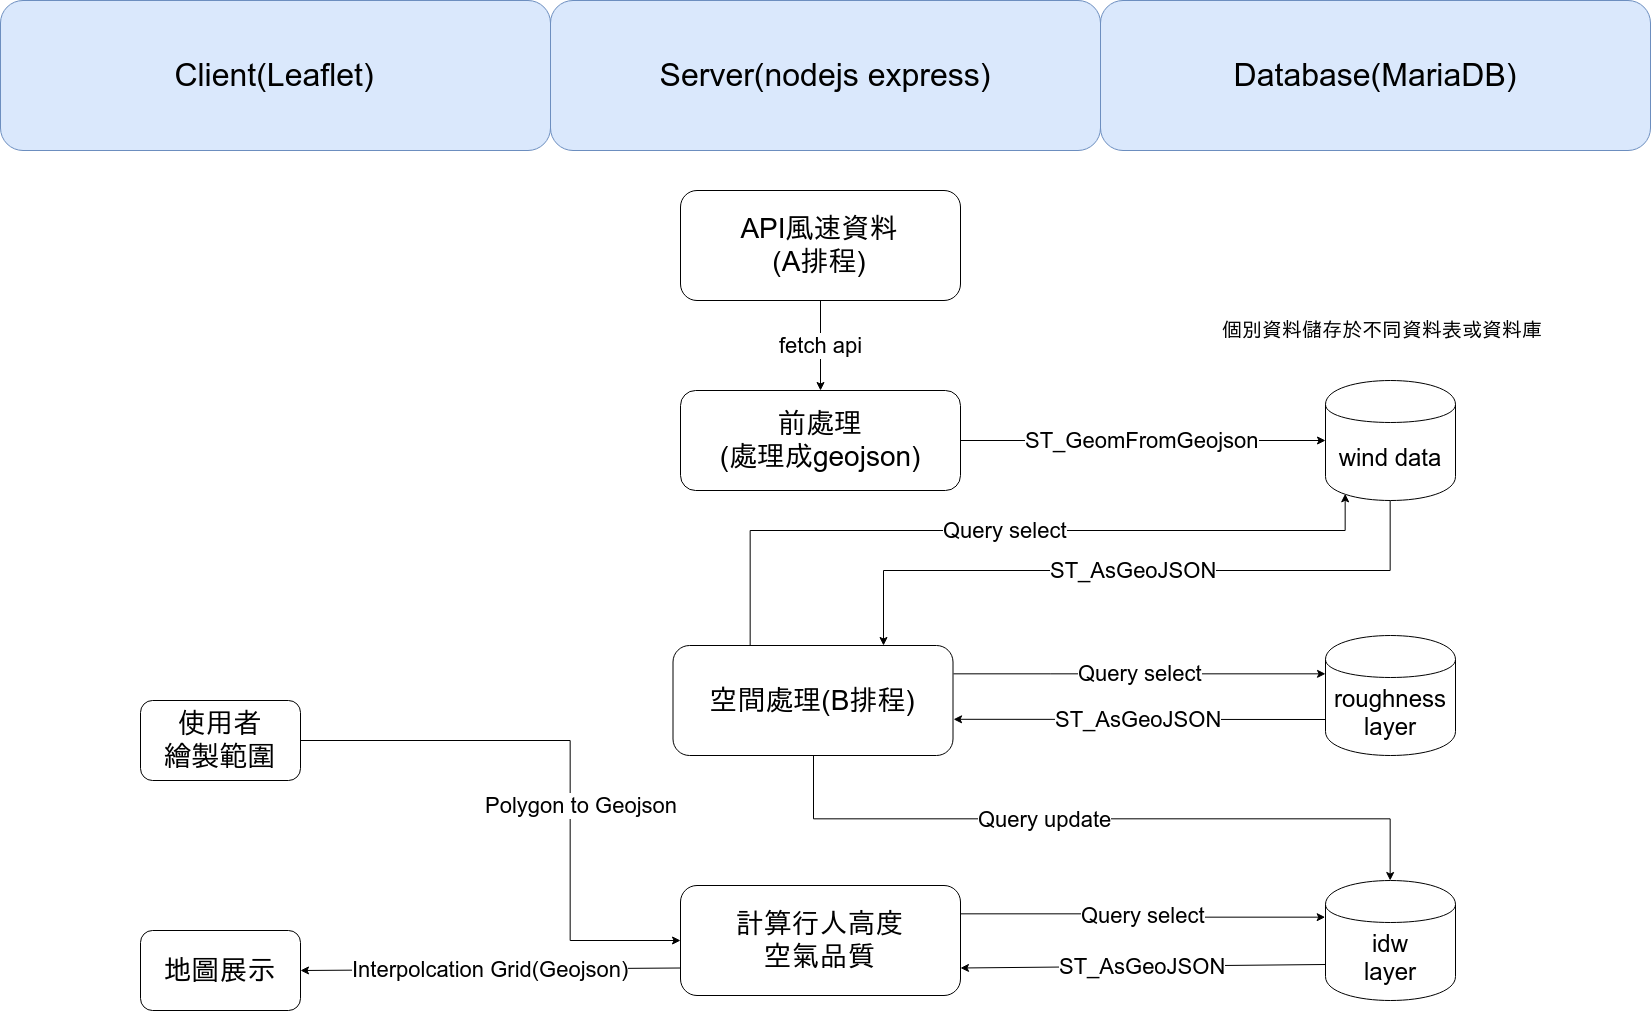 Client(Leaflet)
Server(nodejs express)
Database(MariaDB)
API風速資料
(A排程)
fetch api
個別資料儲存於不同資料表或資料庫
前處理
(處理成geojson)
ST_GeomFromGeojson
wind data
Query select
ST_AsGeoJSON
空間處理(B排程)
Query select
ST_AsGeoJSON
roughness
layer
使用者
繪製範圍
Polygon to Geojson
Query update
計算行人高度
空氣品質
Query select
ST_AsGeoJSON
idw
layer
地圖展示
Interpolcation Grid(Geojson)